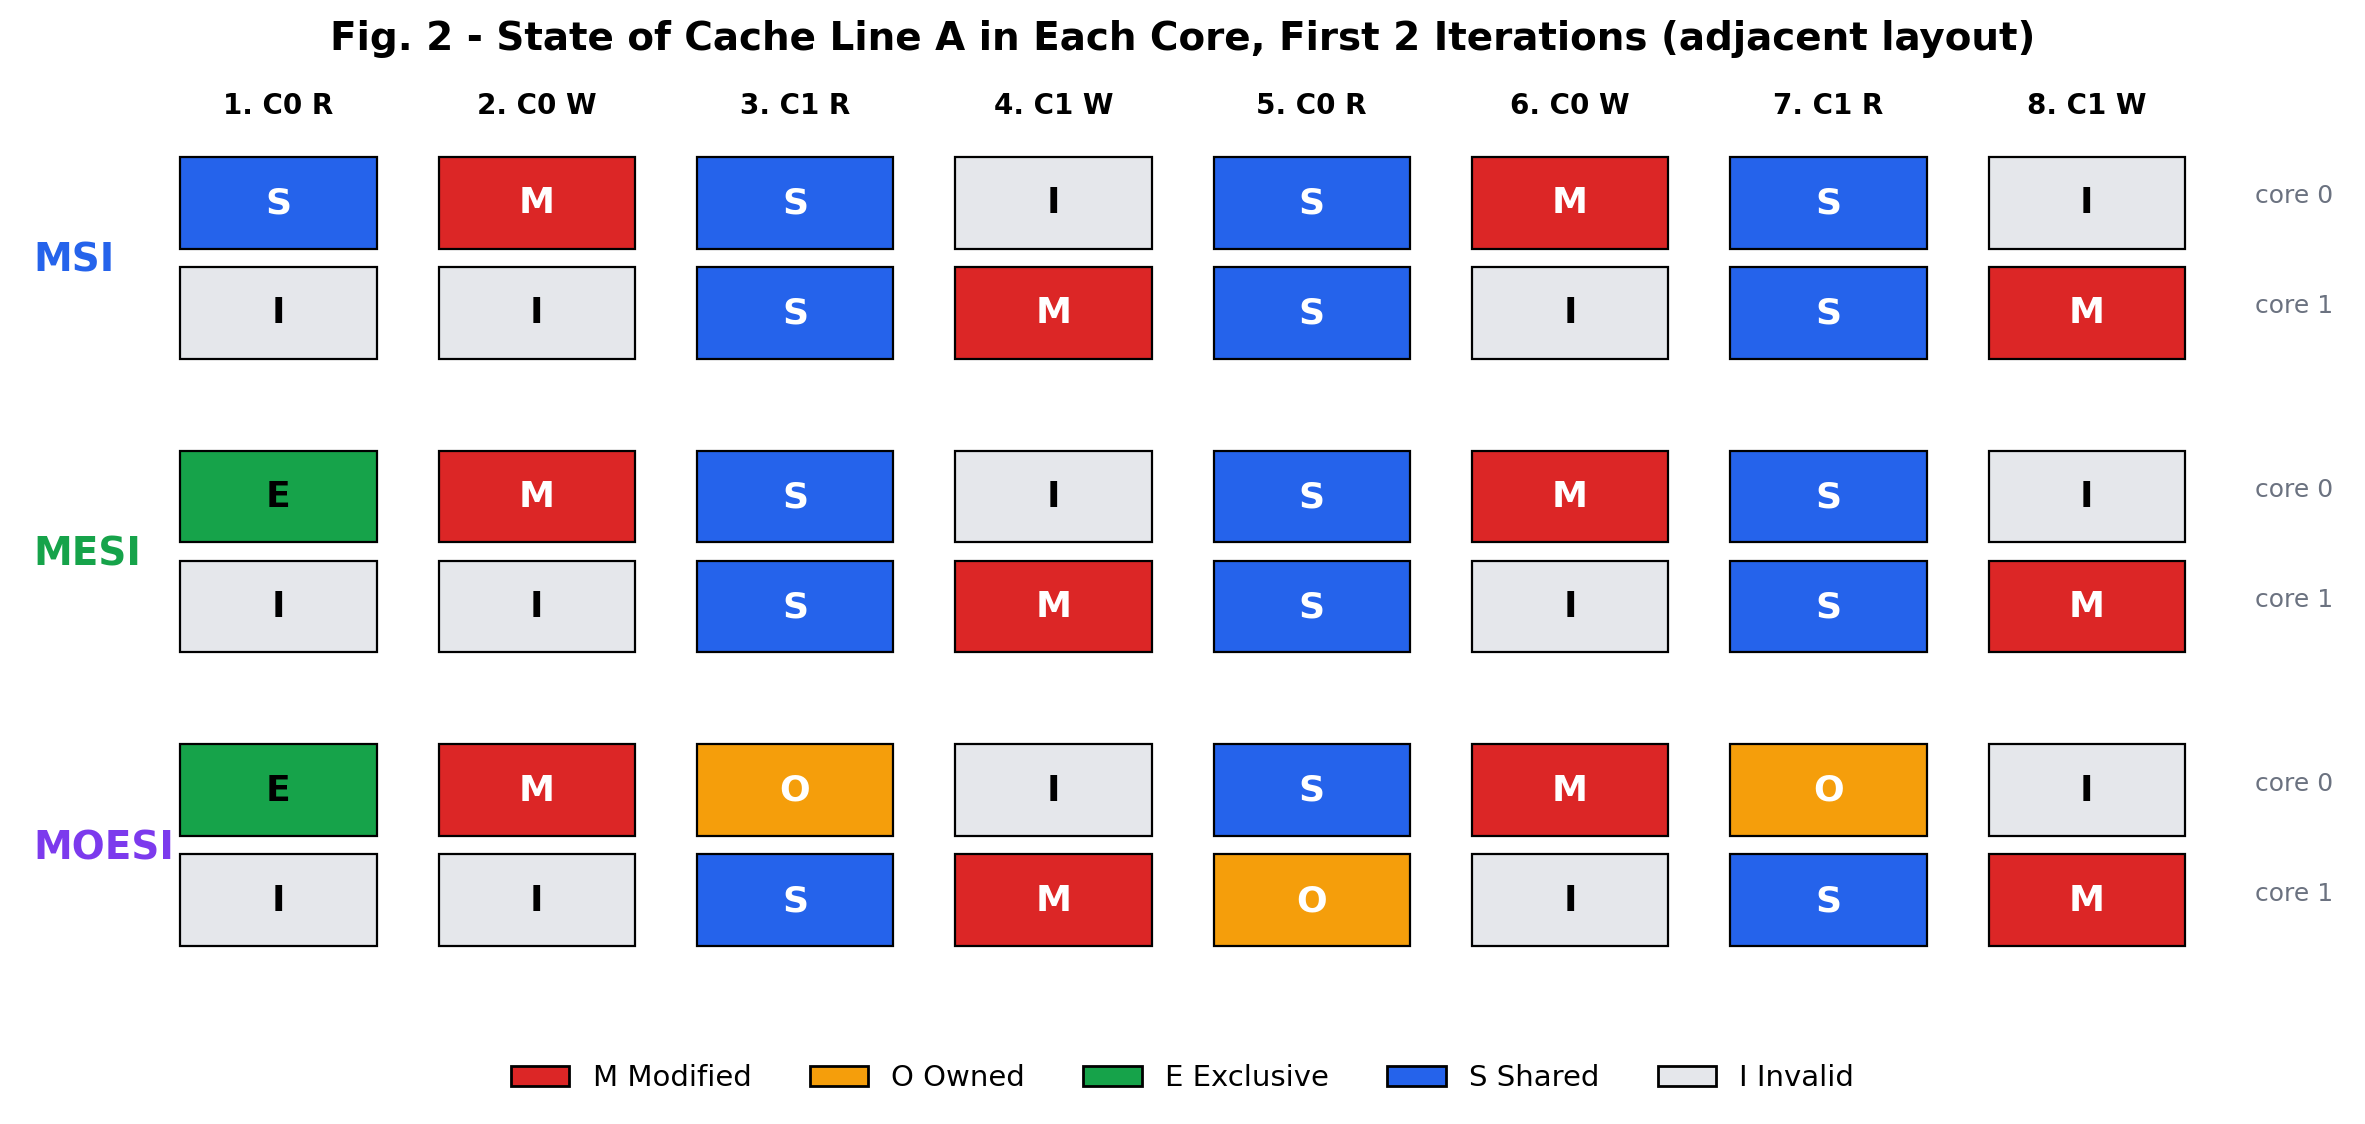 Fig. 2 - State of Cache Line A in Each Core, First 2 Iterations (adjacent layout)
1. C0 R 2. C0 W 3. C1 R 4. C1 W 5. C0 R 6. C0 W 7. C1 R 8. C1 W
S M S I S M S I core 0
MSI
I I S M S I S M core 1
E M S I S M S I core 0
MESI
I I S M S I S M core 1
E M O I S M O I core 0
MOESI
I I S M O I S M core 1
M Modified O Owned E Exclusive S Shared I Invalid